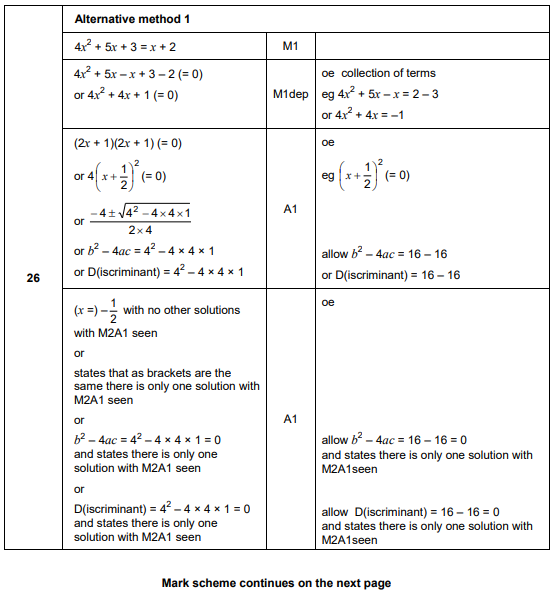 Alternative method 1
4x² + 5x + 3 = x + 2
M1
4x² + 5x – x + 3 – 2 (= 0)
or 4x² + 4x + 1 (= 0)
M1dep
oe collection of terms
eg 4x² + 5x – x = 2 – 3
or 4x² + 4x = –1
(2x + 1)(2x + 1) (= 0)
or 4(x + 1/2)² (= 0)
or (–4 ± √(4² – 4 × 4 × 1))/(2 × 4)
or b² – 4ac = 4² – 4 × 4 × 1
or D(iscriminant) = 4² – 4 × 4 × 1
A1
oe
eg (x + 1/2)² (= 0)
allow b² – 4ac = 16 – 16
or D(iscriminant) = 16 – 16
26
(x =) – 1/2 with no other solutions
with M2A1 seen
or
states that as brackets are the
same there is only one solution with
M2A1 seen
or
b² – 4ac = 4² – 4 × 4 × 1 = 0
and states there is only one
solution with M2A1 seen
or
D(iscriminant) = 4² – 4 × 4 × 1 = 0
and states there is only one
solution with M2A1 seen
A1
oe
allow b² – 4ac = 16 – 16 = 0
and states there is only one solution with
M2A1seen
allow D(iscriminant) = 16 – 16 = 0
and states there is only one solution with
M2A1seen
Mark scheme continues on the next page